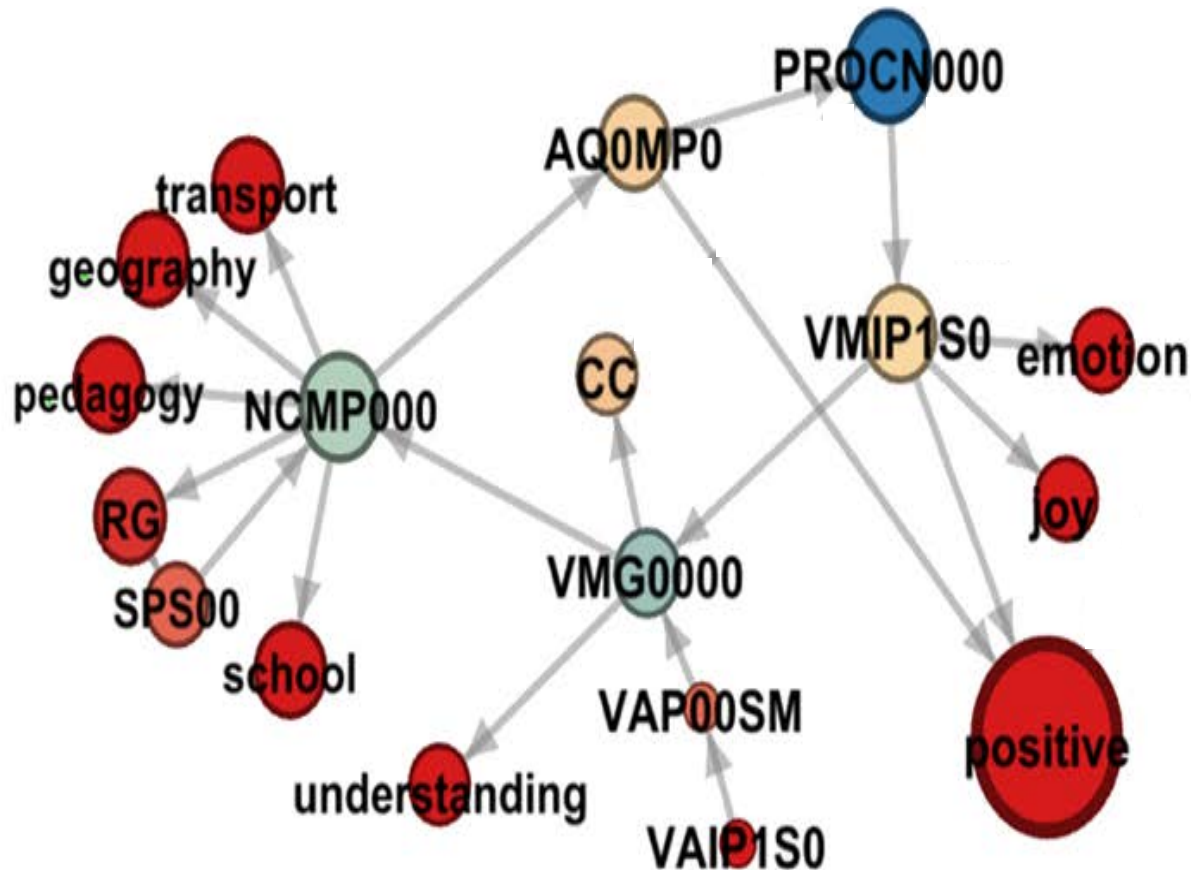 PROCN000
AQ0MP0
transport
geography
VMIP1S0
emotion
CC
pedagogy
NCMP000
joy
RG
VMG0000
SPS00
school
VAP00SM
positive
understanding
VAIP1S0